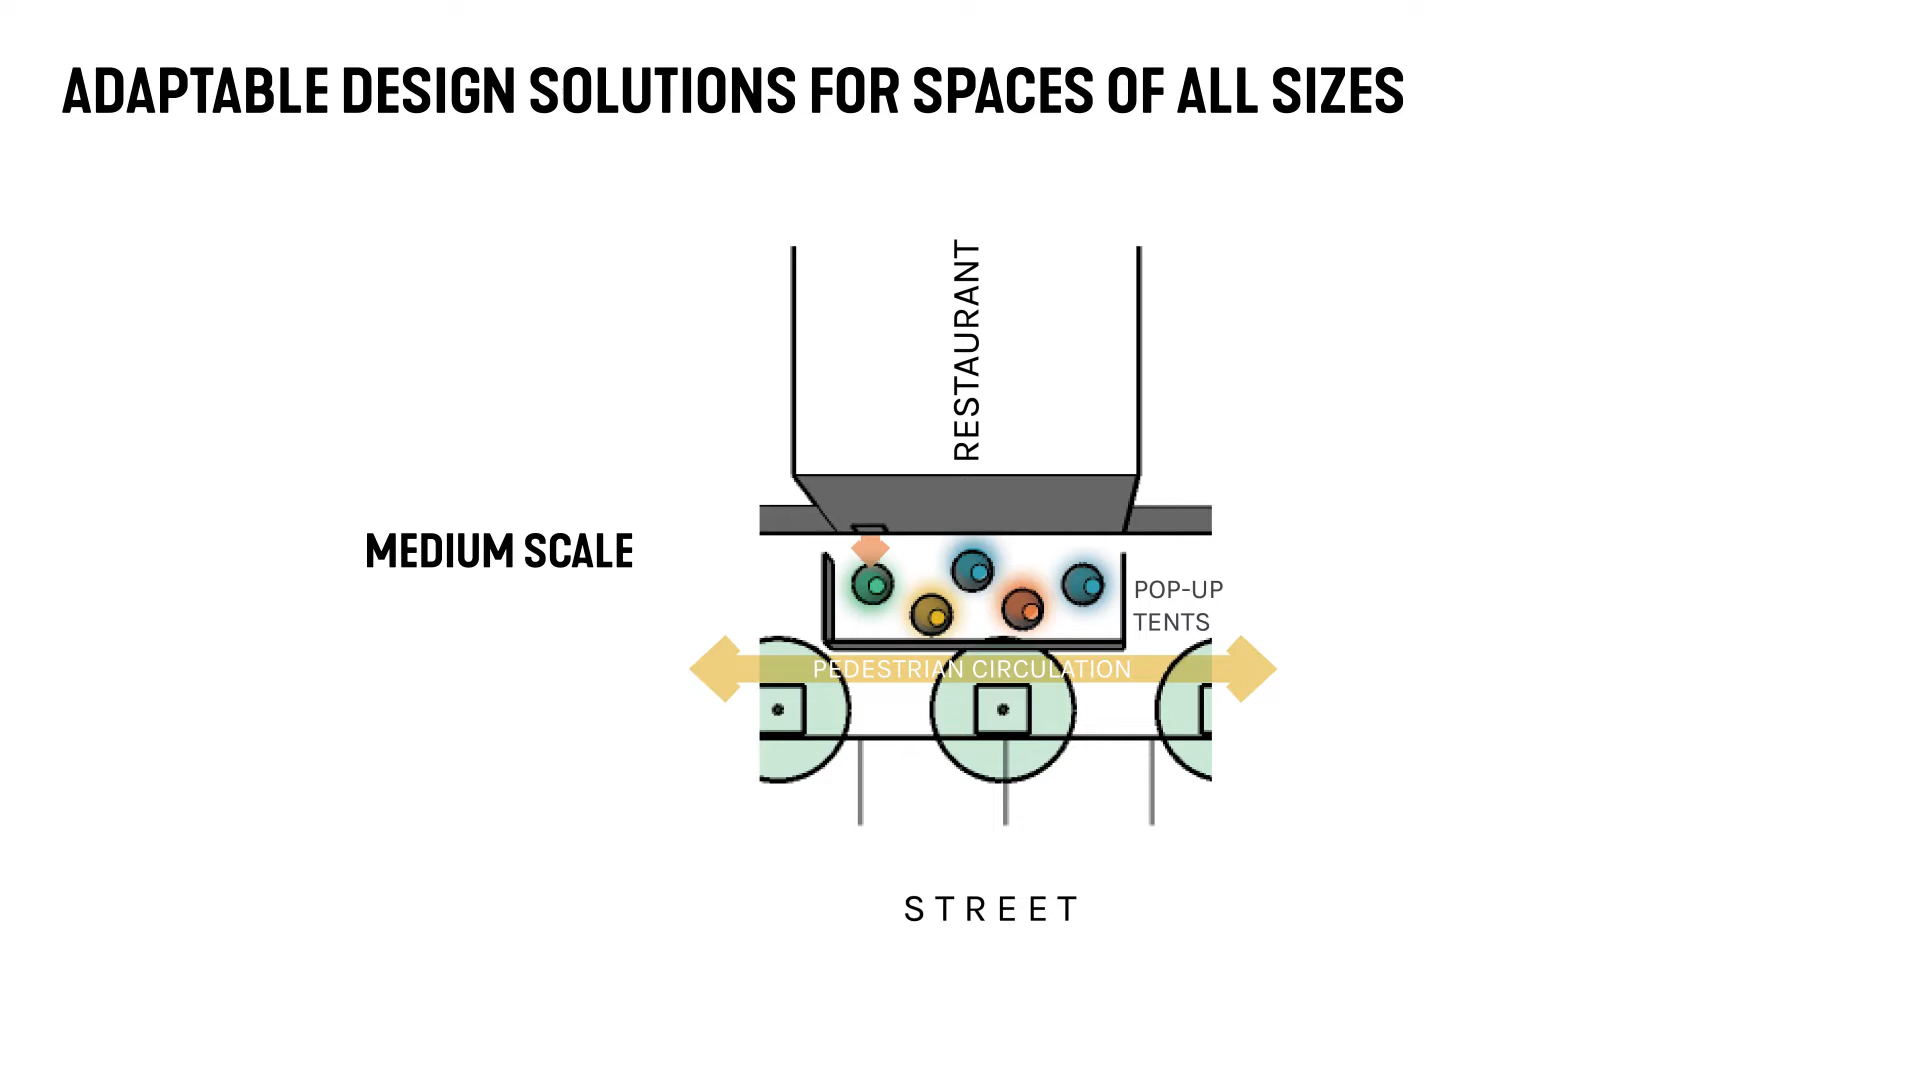 ADAPTABLE DESIGN SOLUTIONS FOR SPACES OF ALL SIZES
RESTAURANT
MEDIUM SCALE
POP-UP
TENTS
PEDESTRIAN CIRCULATION
STREET